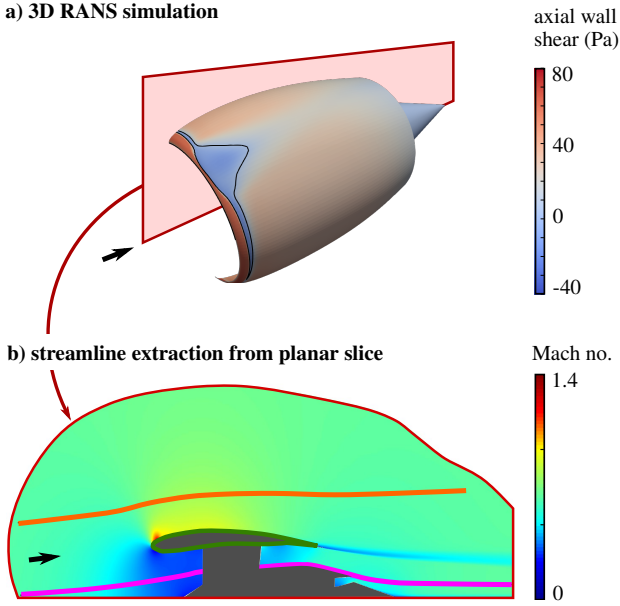 a) 3D RANS simulation
axial wall
shear (Pa)
80
40
0
-40
b) streamline extraction from planar slice
Mach no.
1.4
0